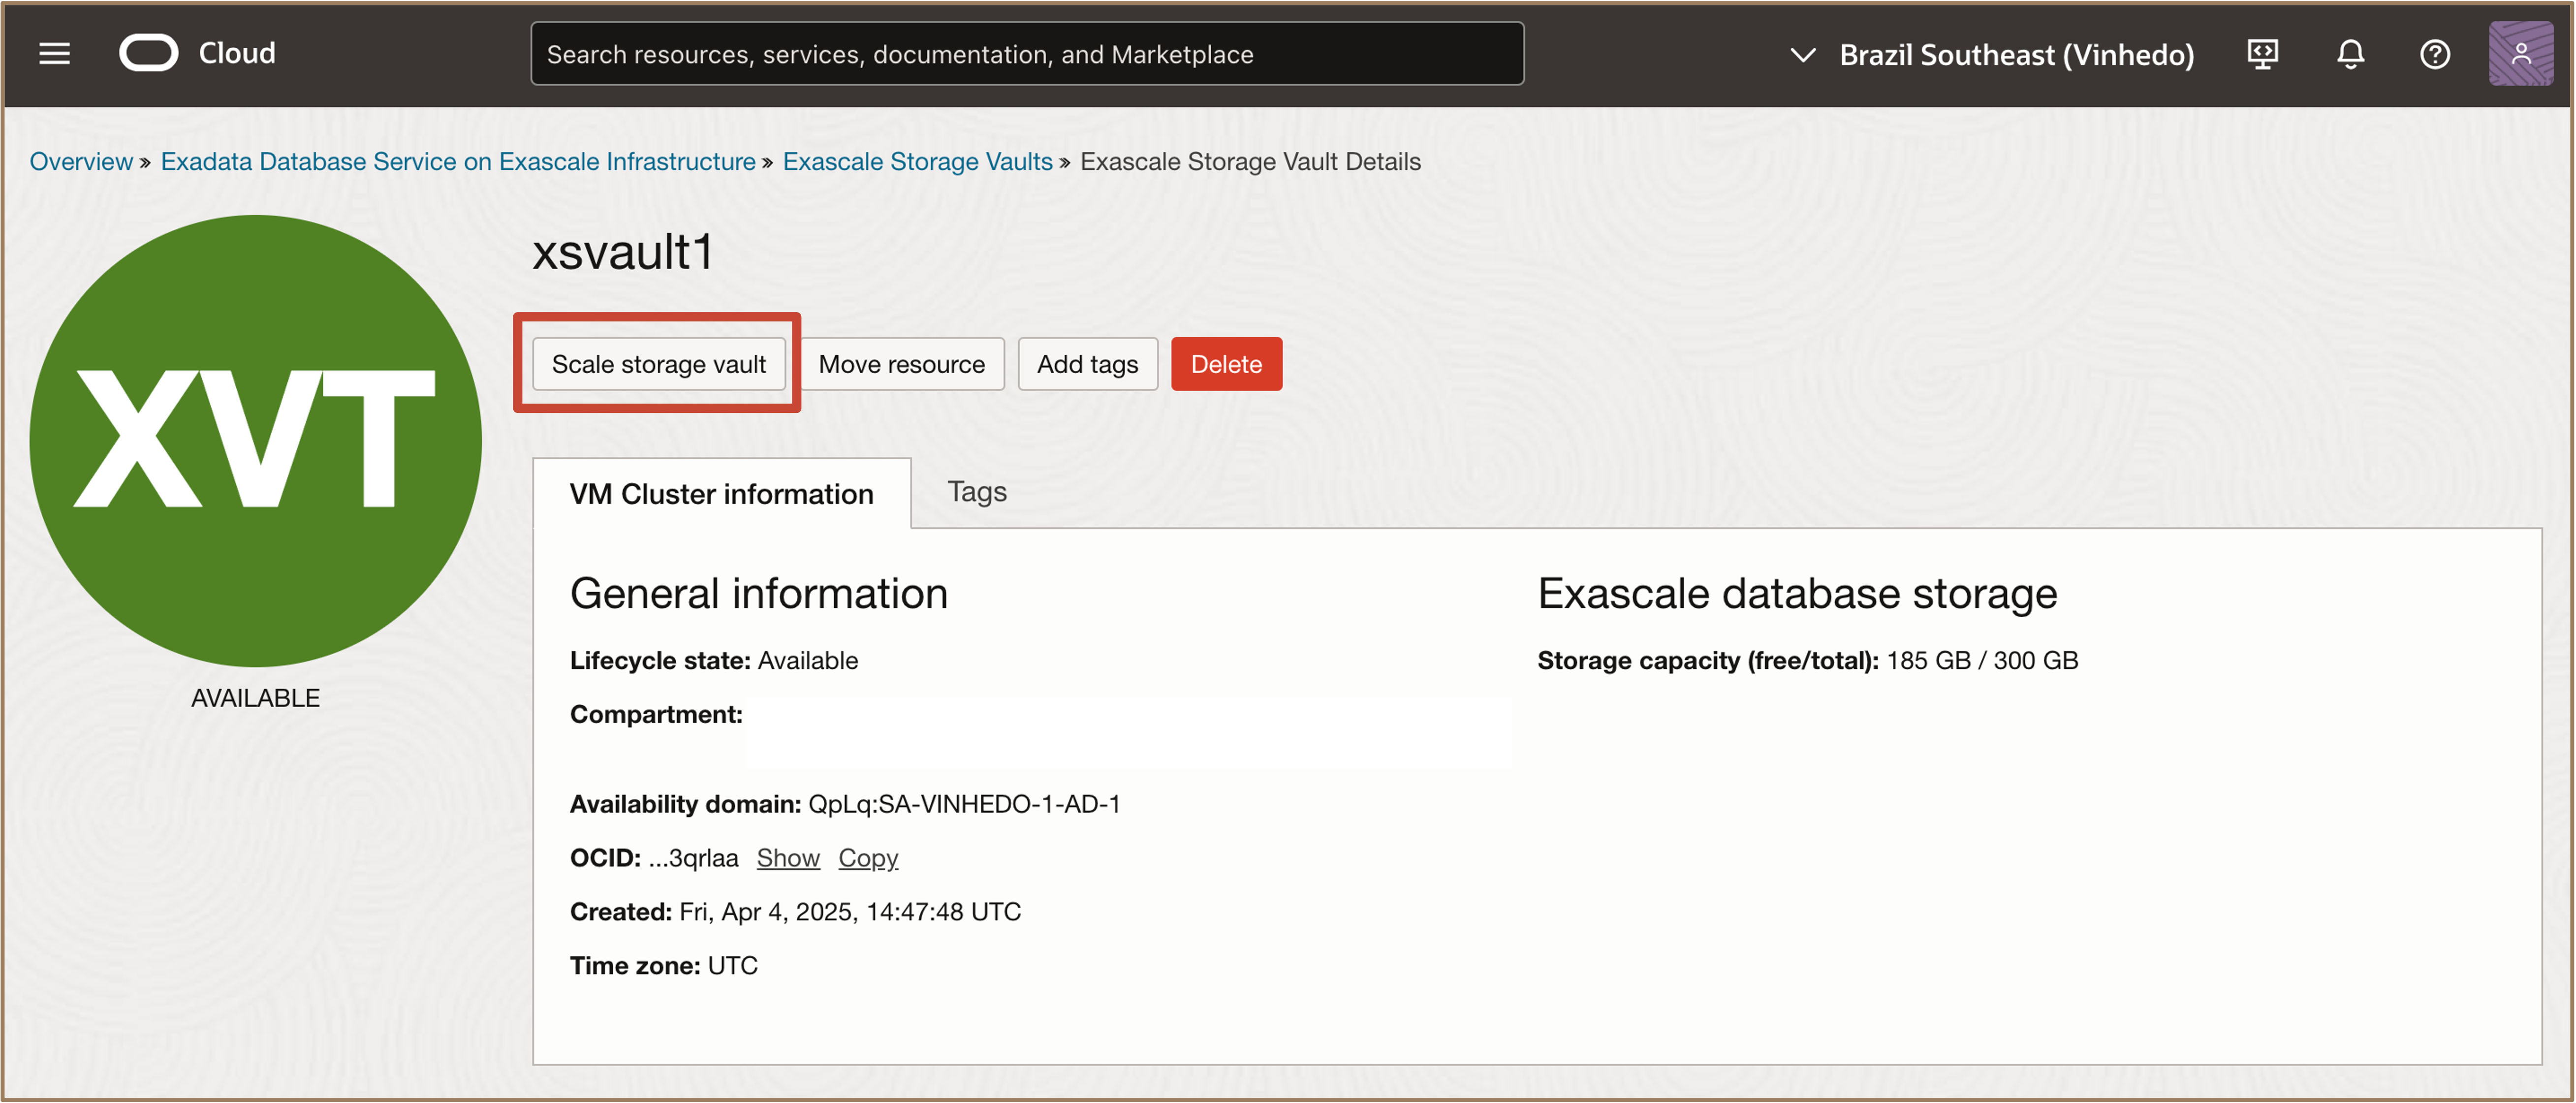 Cloud
Search resources, services, documentation, and Marketplace
Brazil Southeast (Vinhedo)
Overview » Exadata Database Service on Exascale Infrastructure » Exascale Storage Vaults » Exascale Storage Vault Details
XVT
AVAILABLE
xsvault1
Scale storage vault
Move resource
Add tags
Delete
VM Cluster information
Tags
General information
Lifecycle state: Available
Compartment:
Availability domain: QpLq:SA-VINHEDO-1-AD-1
OCID: ...3qrlaa Show Copy
Created: Fri, Apr 4, 2025, 14:47:48 UTC
Time zone: UTC
Exascale database storage
Storage capacity (free/total): 185 GB / 300 GB